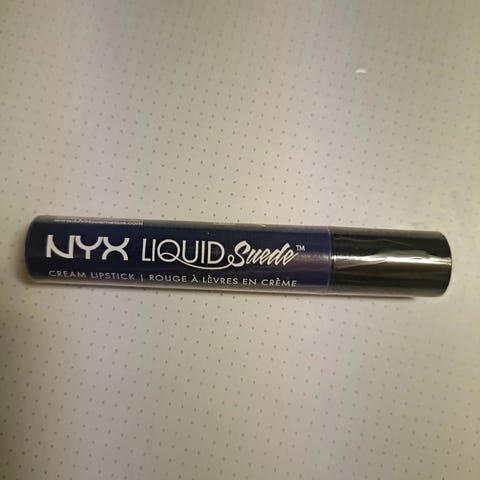 NYX LIQUID Suede™
CREAM LIPSTICK | ROUGE À LÈVRES EN CRÈME